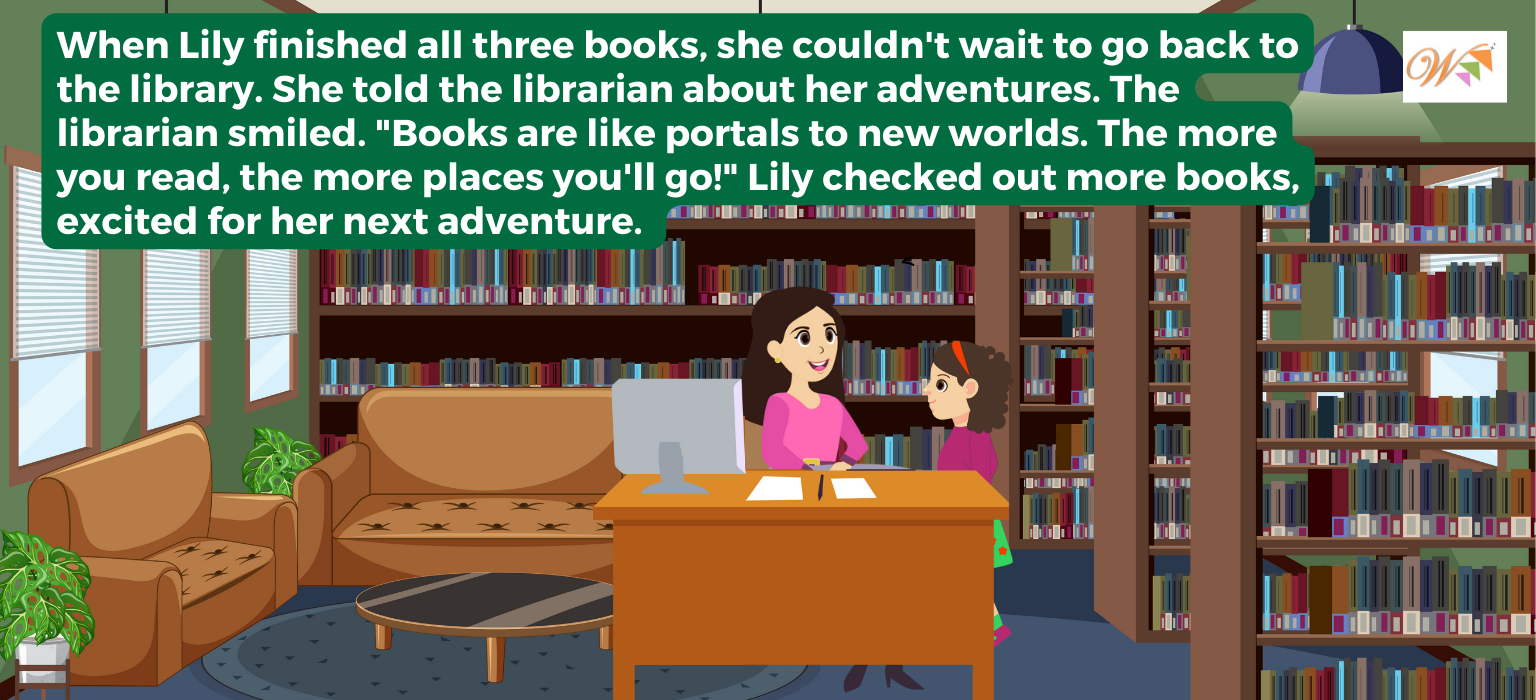 When Lily finished all three books, she couldn't wait to go back to
the library. She told the librarian about her adventures. The
librarian smiled. "Books are like portals to new worlds. The more
you read, the more places you'll go!" Lily checked out more books,
excited for her next adventure.
W